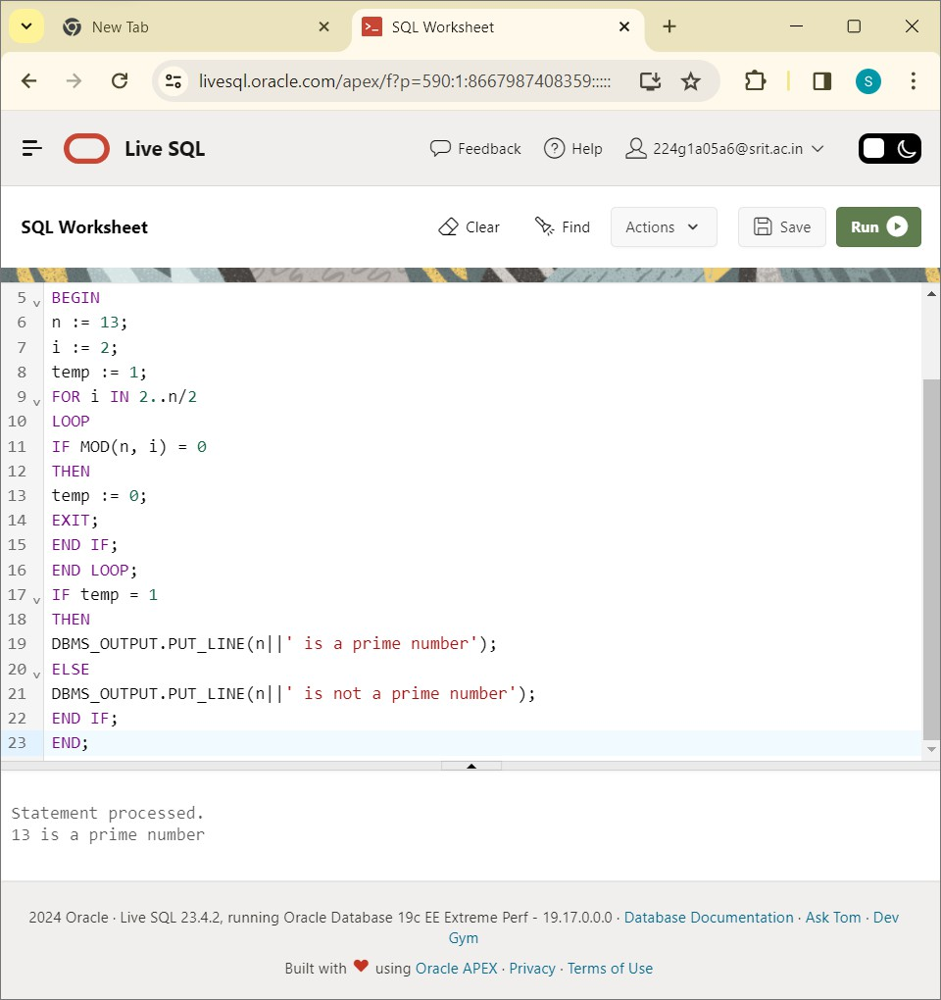 New Tab
SQL Worksheet
livesql.oracle.com/apex/f?p=590:1:8667987408359:::::
S
Live SQL
Feedback
Help
224g1a05a6@srit.ac.in
SQL Worksheet
Clear
Find
Actions
Save
Run
5 BEGIN
6 n := 13;
7 i := 2;
8 temp := 1;
9 FOR i IN 2..n/2
10 LOOP
11 IF MOD(n, i) = 0
12 THEN
13 temp := 0;
14 EXIT;
15 END IF;
16 END LOOP;
17 IF temp = 1
18 THEN
19 DBMS_OUTPUT.PUT_LINE(n||' is a prime number');
20 ELSE
21 DBMS_OUTPUT.PUT_LINE(n||' is not a prime number');
22 END IF;
23 END;
Statement processed.
13 is a prime number
2024 Oracle · Live SQL 23.4.2, running Oracle Database 19c EE Extreme Perf - 19.17.0.0.0 · Database Documentation · Ask Tom · Dev
Gym
Built with ❤ using Oracle APEX · Privacy · Terms of Use